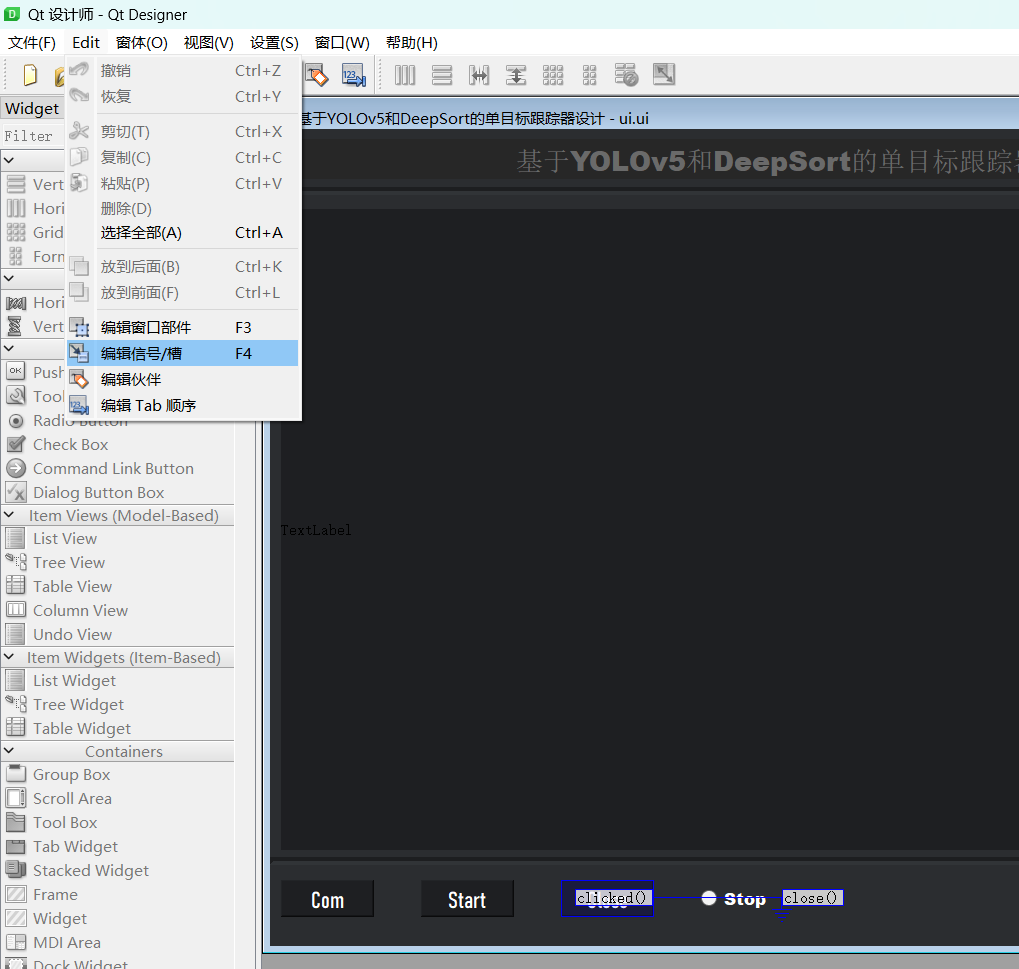 Qt 设计师 - Qt Designer
文件(F) Edit 窗体(O) 视图(V) 设置(S) 窗口(W) 帮助(H)
撤销 Ctrl+Z
恢复 Ctrl+Y
剪切(T) Ctrl+X
复制(C) Ctrl+C
粘贴(P) Ctrl+V
删除(D)
选择全部(A) Ctrl+A
放到后面(B) Ctrl+K
放到前面(F) Ctrl+L
编辑窗口部件 F3
编辑信号/槽 F4
编辑伙伴
编辑 Tab 顺序
Widget
Filter
Vert
Hori
Grid
Forn
Hori
Vert
Push
Tool
Radio Button
Check Box
Command Link Button
Dialog Button Box
Item Views (Model-Based)
List View
Tree View
Table View
Column View
Undo View
Item Widgets (Item-Based)
List Widget
Tree Widget
Table Widget
Containers
Group Box
Scroll Area
Tool Box
Tab Widget
Stacked Widget
Frame
Widget
MDI Area
Dock Widget
基于YOLOv5和DeepSort的单目标跟踪器设计 - ui.ui
基于YOLOv5和DeepSort的单目标跟踪
TextLabel
Com Start clicked() Stop close()